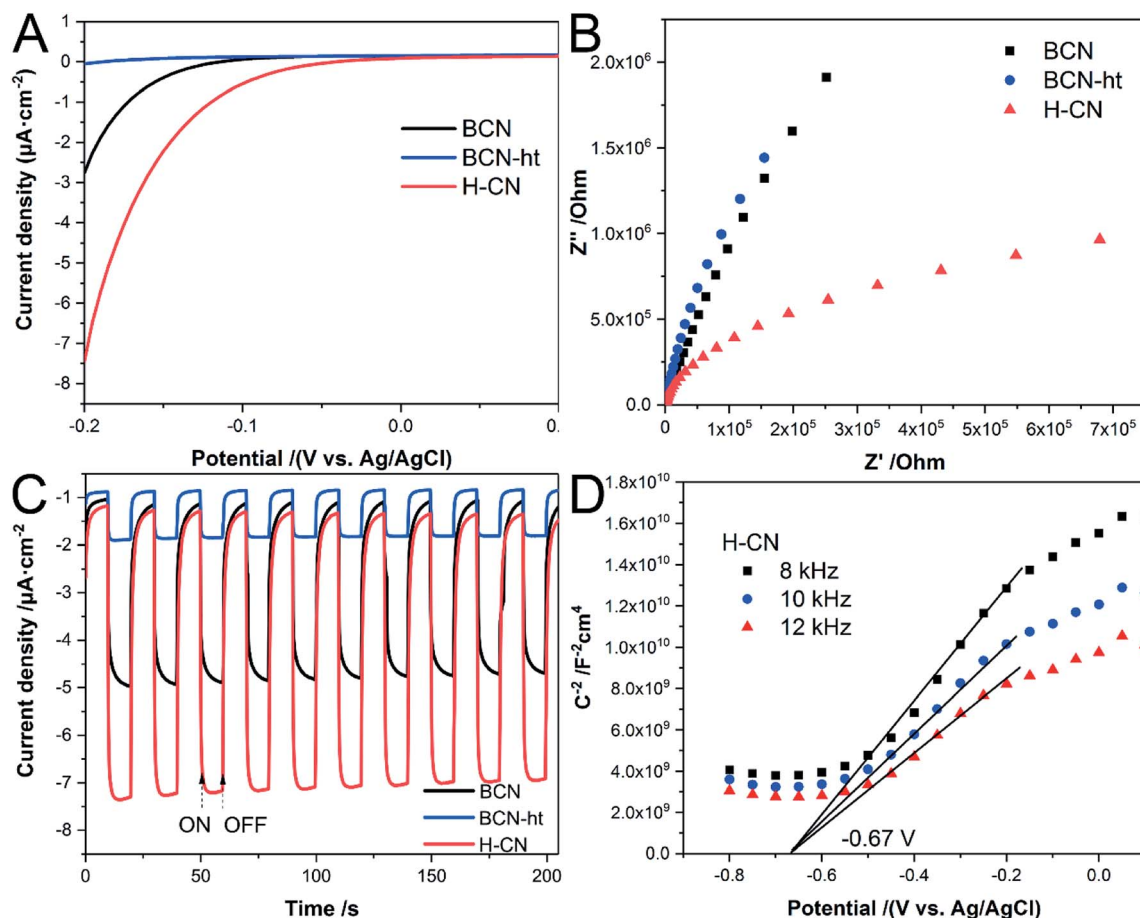 A
1
0
-1
-2
-3
-4
-5
-6
-7
-8
Current density (μA·cm⁻²)
BCN
BCN-ht
H-CN
-0.2
-0.1
0.0
0.1
Potential /(V vs. Ag/AgCl)
B
2.0x10⁶
1.5x10⁶
1.0x10⁶
5.0x10⁵
0.0
Z'' /Ohm
BCN
BCN-ht
H-CN
1x10⁵
2x10⁵
3x10⁵
4x10⁵
5x10⁵
6x10⁵
7x10⁵
Z' /Ohm
C
-1
-2
-3
-4
-5
-6
-7
-8
Current density /μA·cm⁻²
ON
OFF
BCN
BCN-ht
H-CN
0
50
100
150
200
Time /s
D
1.8x10¹⁰
1.6x10¹⁰
1.4x10¹⁰
1.2x10¹⁰
1.0x10¹⁰
8.0x10⁹
6.0x10⁹
4.0x10⁹
2.0x10⁹
0.0
C⁻² /F⁻²cm⁴
H-CN
8 kHz
10 kHz
12 kHz
-0.67 V
-0.8
-0.6
-0.4
-0.2
0.0
Potential /(V vs. Ag/AgCl)